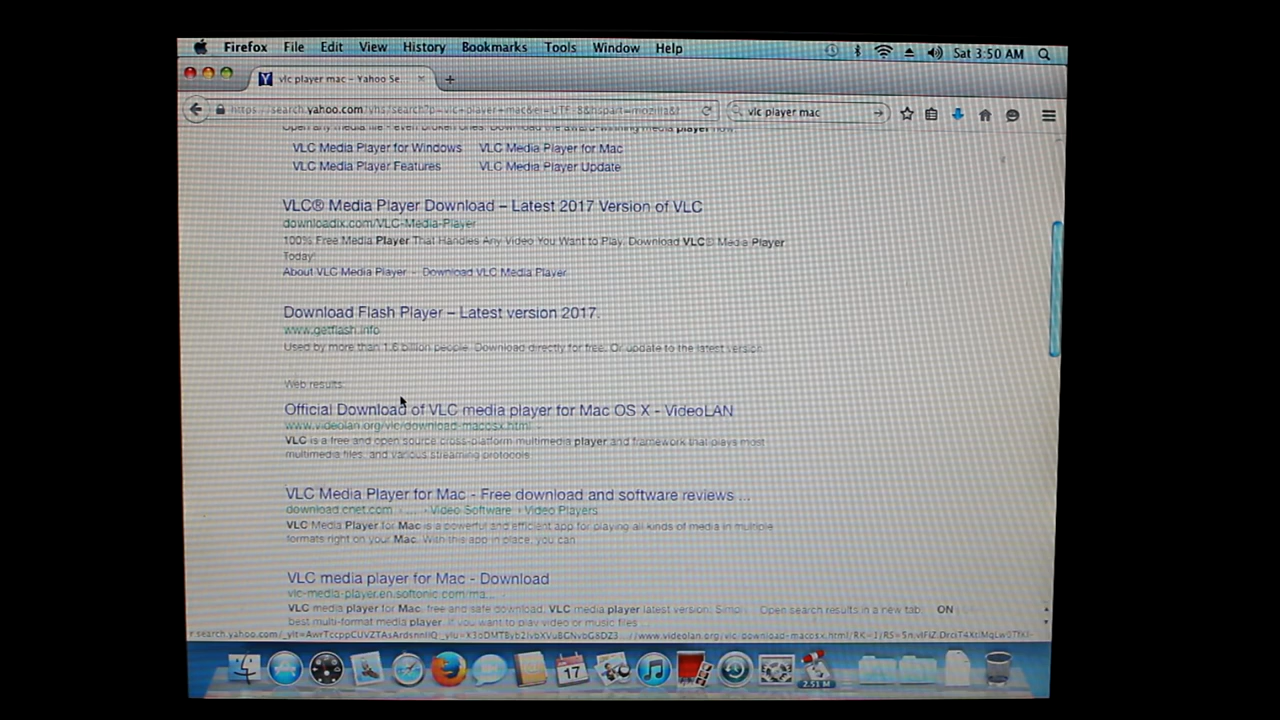 Firefox File Edit View History Bookmarks Tools Window Help Sat 3:50 AM
vlc player mac – Yahoo Se...
search.yahoo.com vlc player mac
VLC Media Player for Windows VLC Media Player for Mac
VLC Media Player Features VLC Media Player Update
VLC® Media Player Download – Latest 2017 Version of VLC
downloadix.com/VLC-Media-Player
100% Free Media Player That Handles Any Video You Want to Play. Download VLC® Media Player
Today!
About VLC Media Player - Download VLC Media Player
Download Flash Player – Latest version 2017.
www.getflash.info
Used by more than 1.6 billion people. Download directly for free. Or update to the latest version.
Web results:
Official Download of VLC media player for Mac OS X - VideoLAN
www.videolan.org/vlc/download-macosx.html
VLC is a free and open source cross-platform multimedia player and framework that plays most
multimedia files, and various streaming protocols.
VLC Media Player for Mac - Free download and software reviews ...
download.cnet.com › ... › Video Software › Video Players
VLC Media Player for Mac is a powerful and efficient app for playing all kinds of media in multiple
formats right on your Mac. With this app in place, you can
VLC media player for Mac - Download
vlc-media-player.en.softonic.com/ma...
VLC media player for Mac, free and safe download. VLC media player latest version: Open search results in a new tab ON
best multi-format media player. If you want to play video or music files ...
17
2.51 M